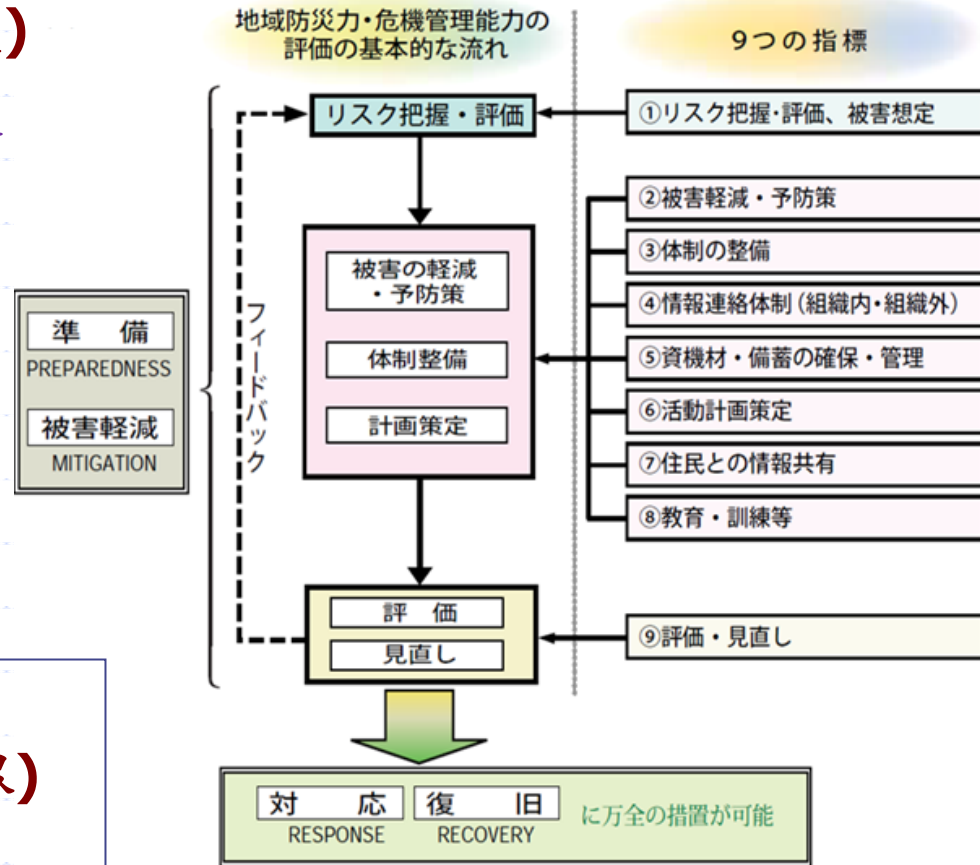 地域防災力･危機管理能力の
評価の基本的な流れ
9つの指標
リスク把握・評価
①リスク把握･評価、被害想定
②被害軽減・予防策
③体制の整備
④情報連絡体制（組織内･組織外）
⑤資機材・備蓄の確保・管理
⑥活動計画策定
⑦住民との情報共有
⑧教育・訓練等
被害の軽減
・予防策
体制整備
計画策定
フィードバック
準 備
PREPAREDNESS
被害軽減
MITIGATION
評 価
見直し
⑨評価・見直し
対 応
RESPONSE
復 旧
RECOVERY
に万全の措置が可能
)
)